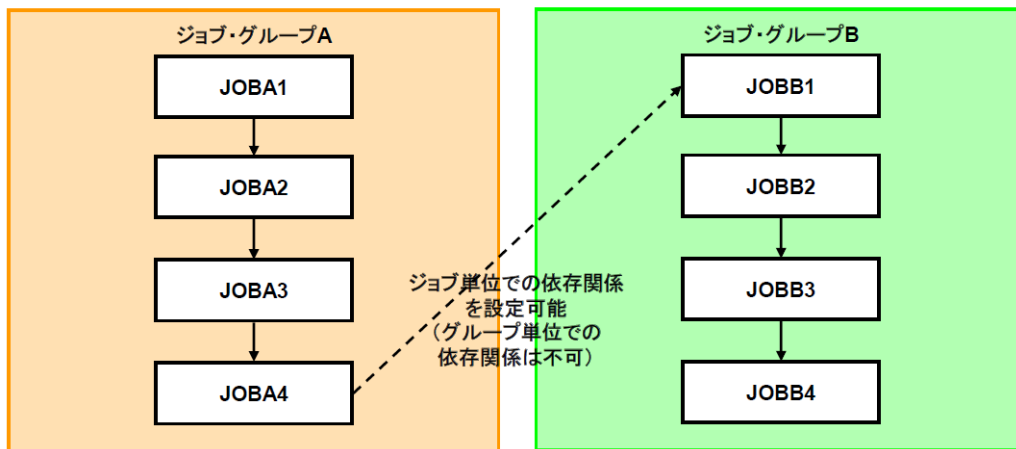 ジョブ・グループA
JOBA1
JOBA2
JOBA3
JOBA4
ジョブ単位での依存関係
を設定可能
（グループ単位での
依存関係は不可）
ジョブ・グループB
JOBB1
JOBB2
JOBB3
JOBB4